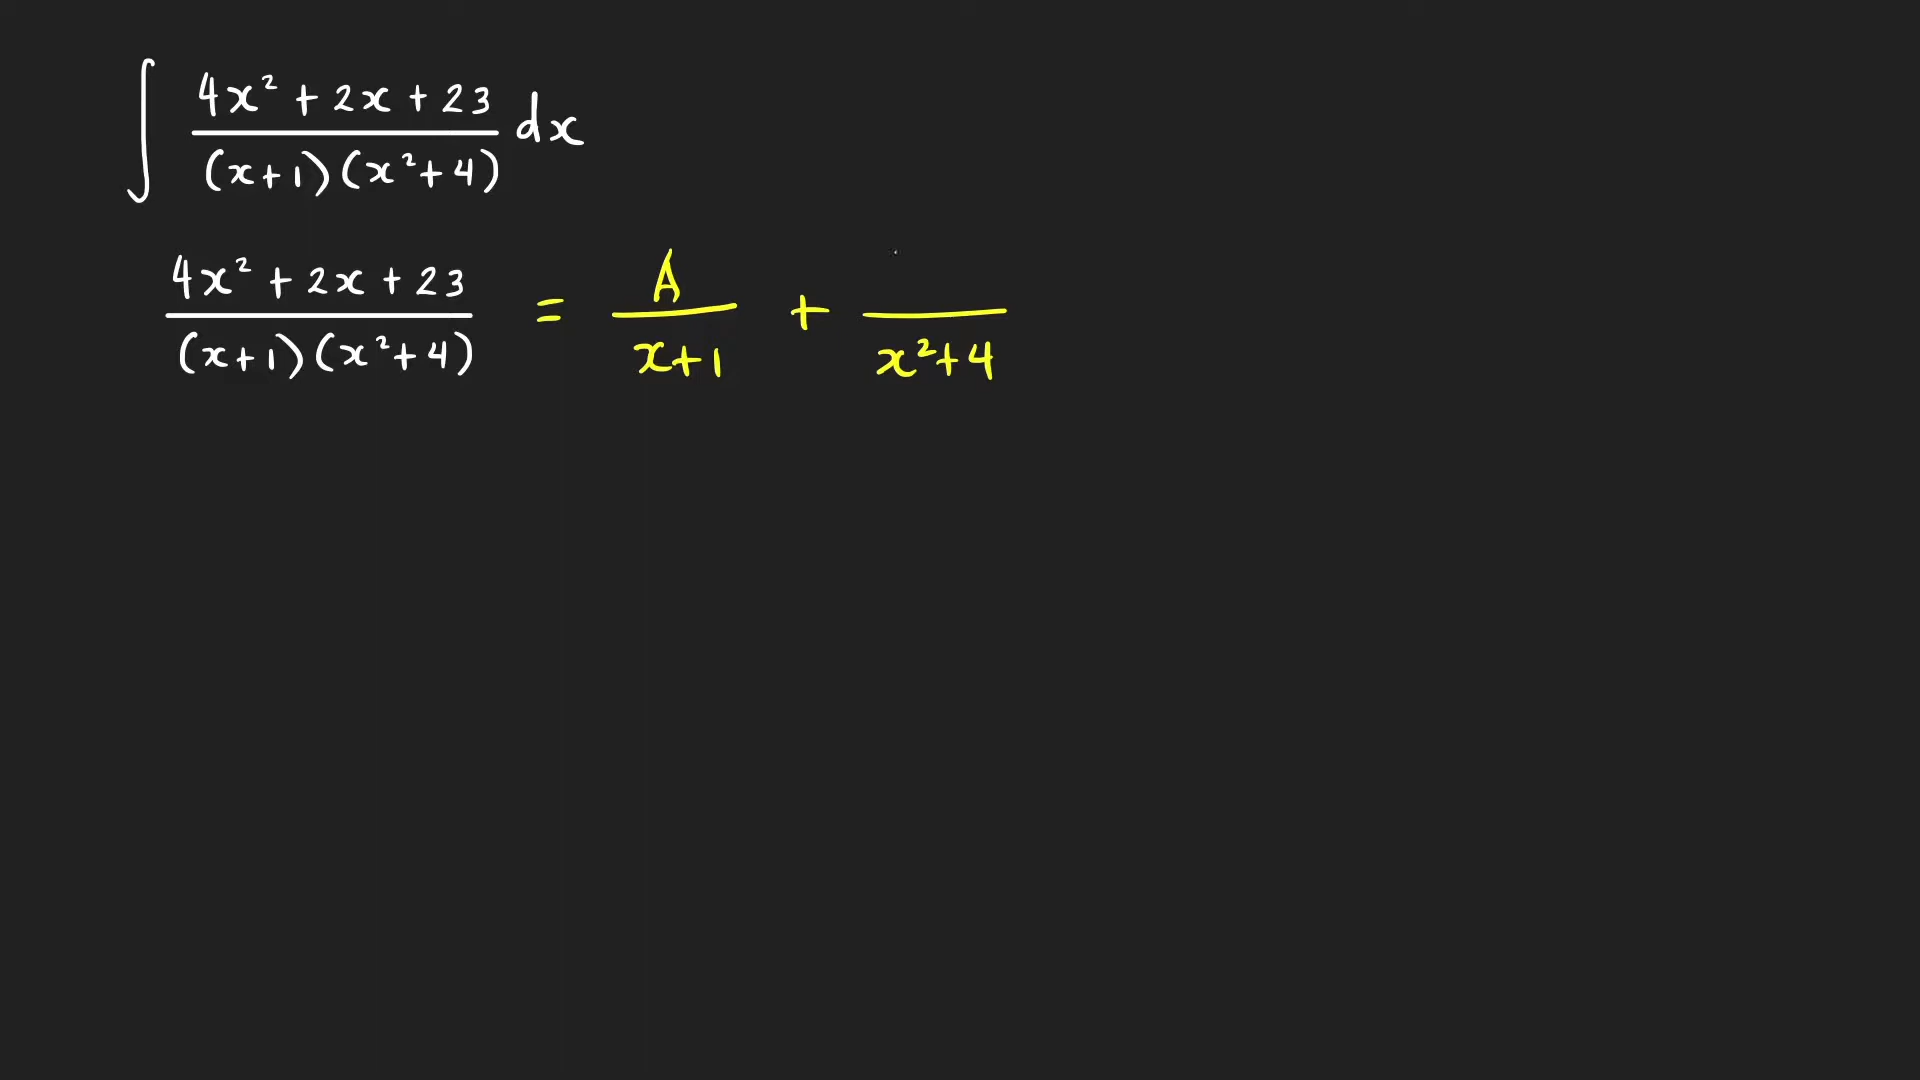 ∫ (4x² + 2x + 23)/((x+1)(x²+4)) dx
(4x² + 2x + 23)/((x+1)(x²+4)) = A/(x+1) + /(x²+4)